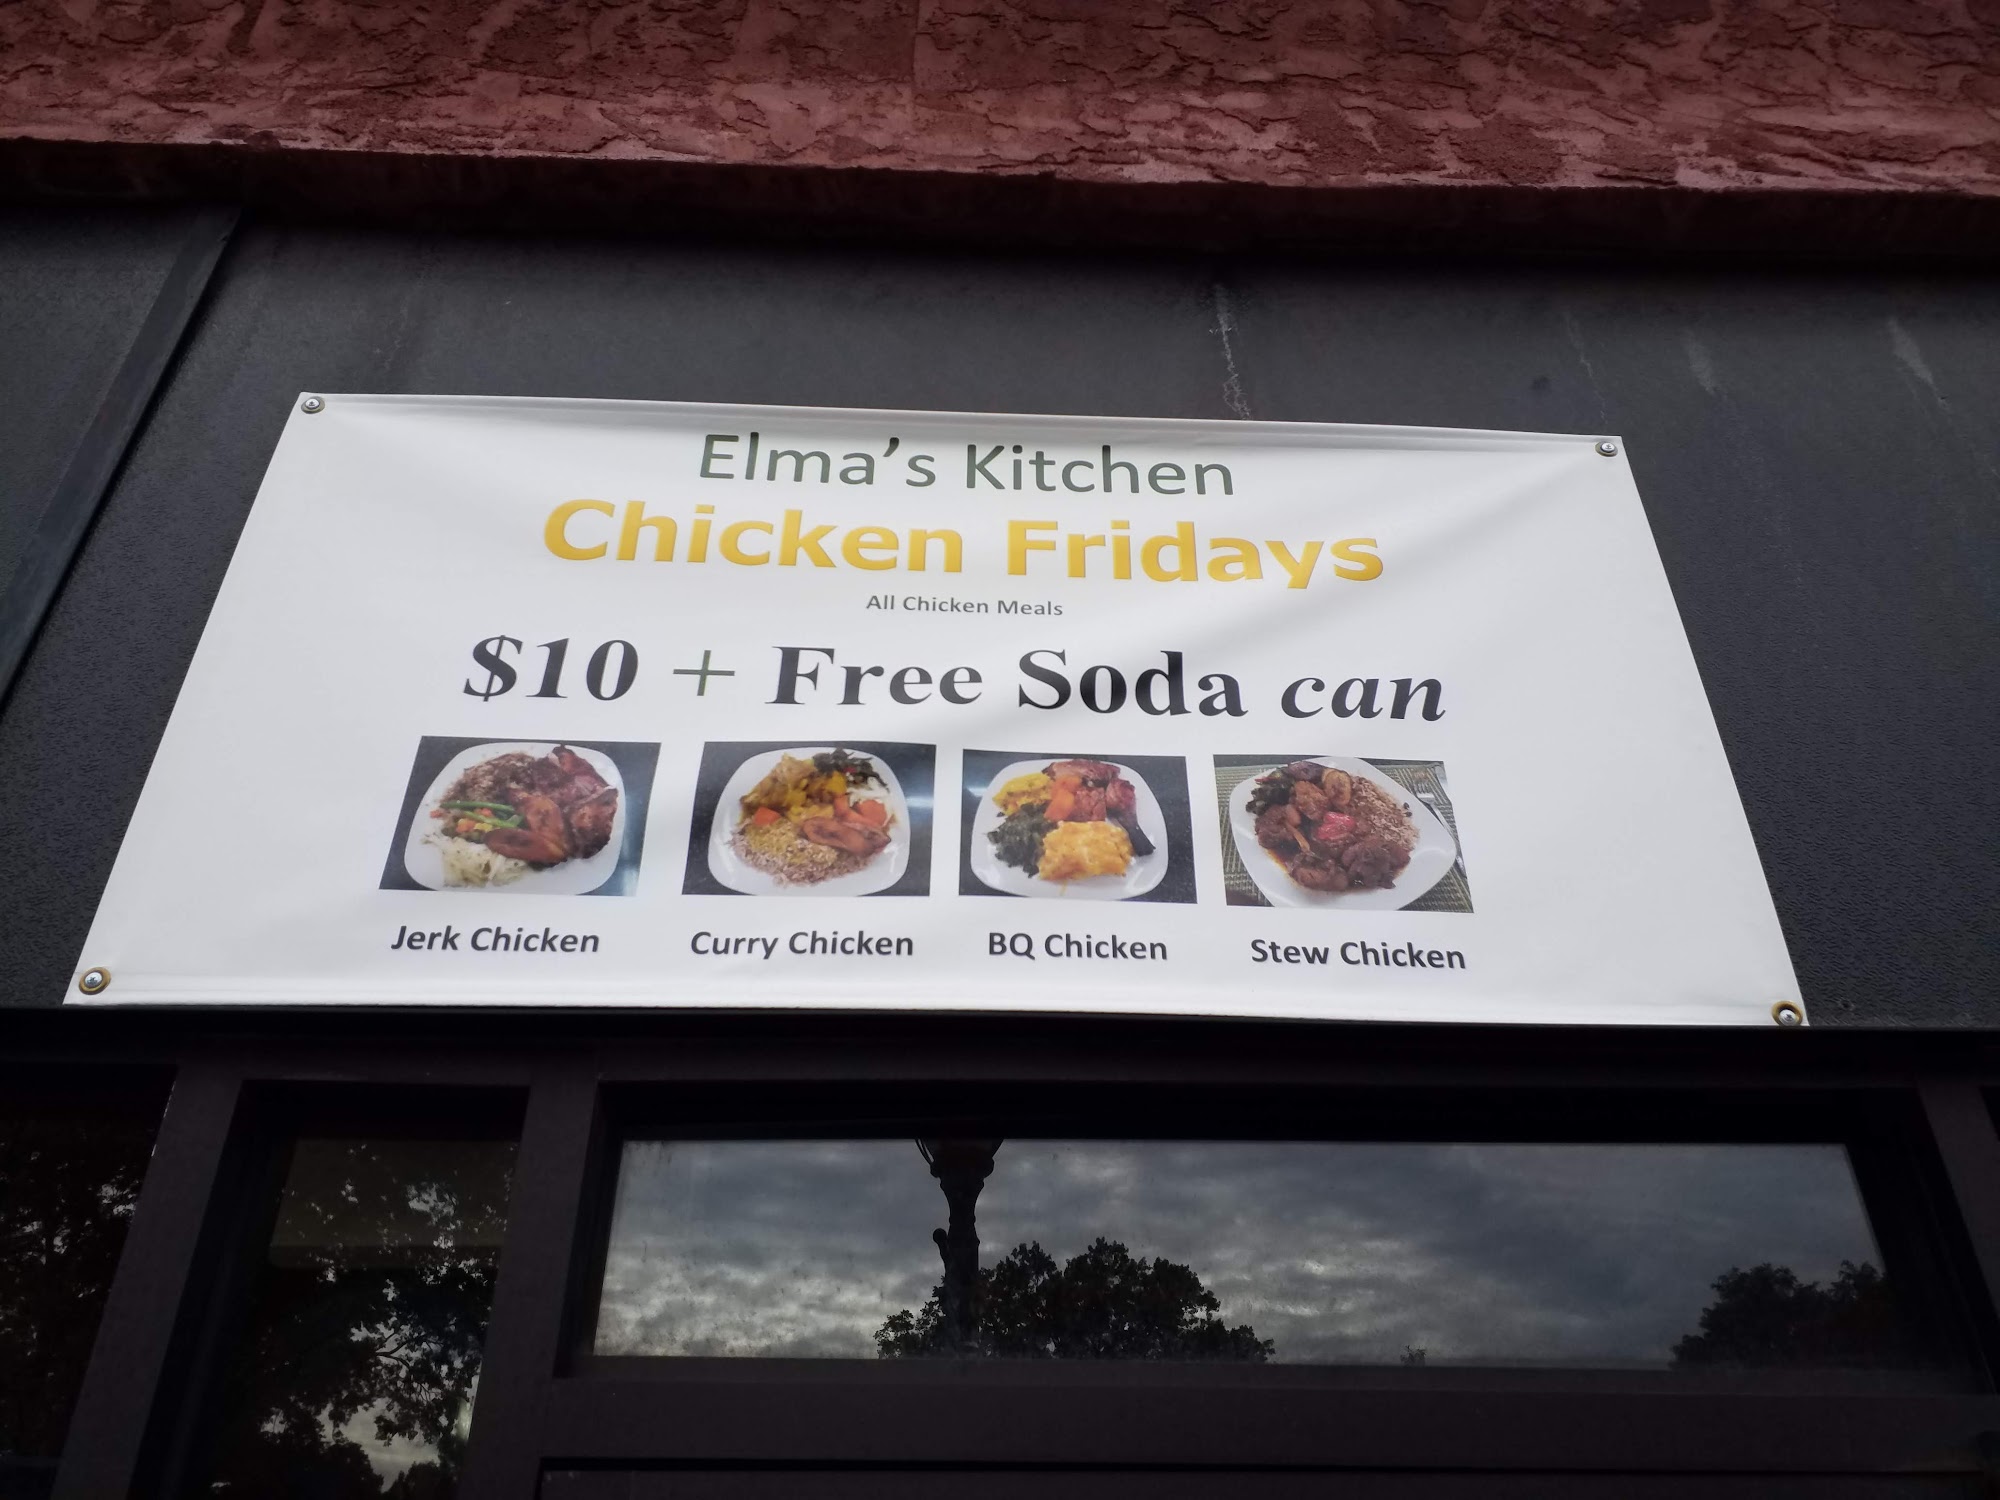 Elma's Kitchen
Chicken Fridays
All Chicken Meals
$10 + Free Soda can
Jerk Chicken Curry Chicken BQ Chicken Stew Chicken